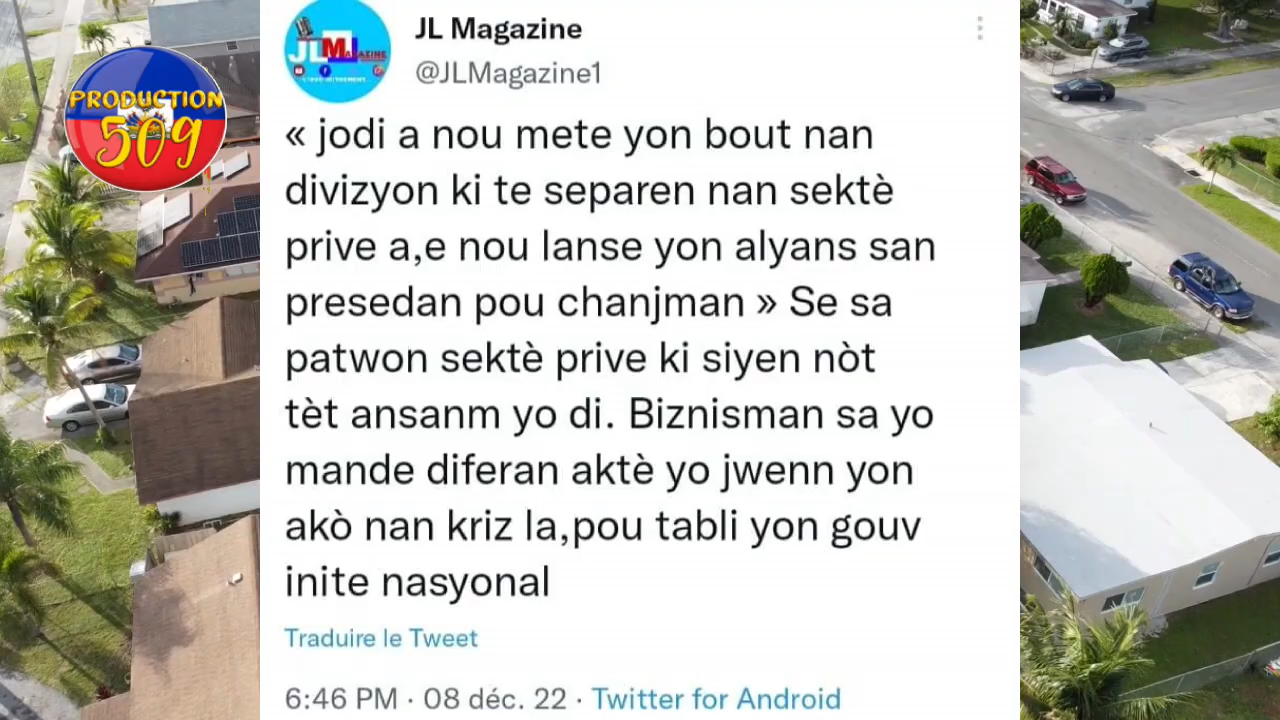 JL Magazine
@JLMagazine1
JLMAGAZINE
PRODUCTION
509
« jodi a nou mete yon bout nan
divizyon ki te separen nan sektè
prive a,e nou lanse yon alyans san
presedan pou chanjman » Se sa
patwon sektè prive ki siyen nòt
tèt ansanm yo di. Biznisman sa yo
mande diferan aktè yo jwenn yon
akò nan kriz la,pou tabli yon gouv
inite nasyonal
Traduire le Tweet
6:46 PM · 08 déc. 22 · Twitter for Android